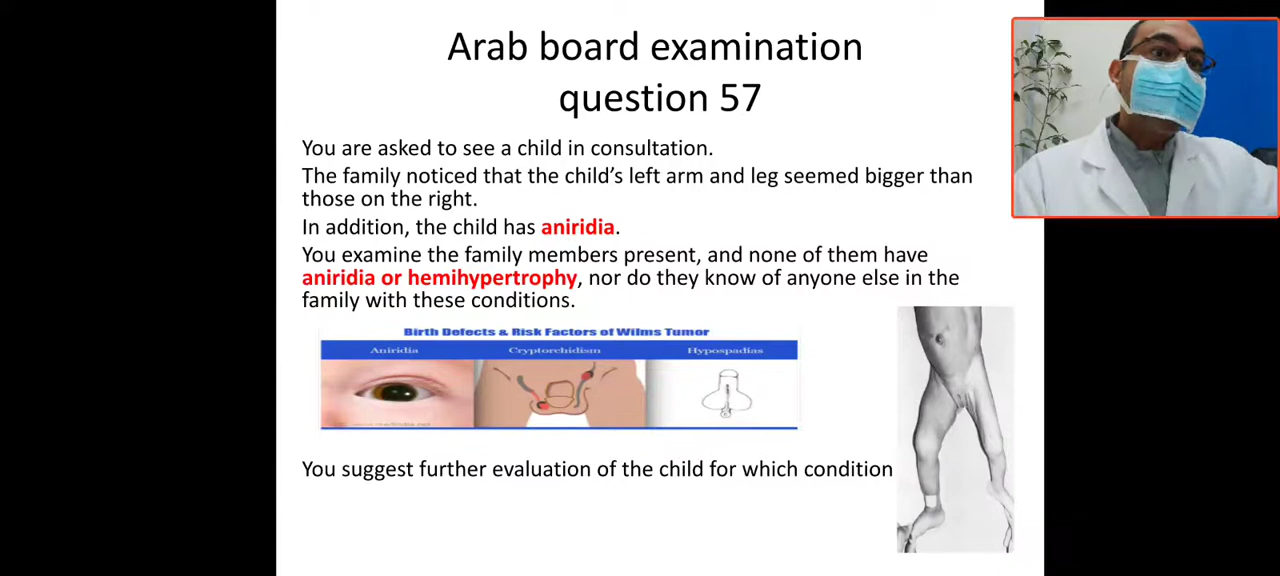 Arab board examination
question 57
You are asked to see a child in consultation.
The family noticed that the child's left arm and leg seemed bigger than
those on the right.
In addition, the child has aniridia.
You examine the family members present, and none of them have
aniridia or hemihypertrophy, nor do they know of anyone else in the
family with these conditions.
Birth Defects & Risk Factors of Wilms Tumor
Aniridia Cryptorchidism Hypospadias
You suggest further evaluation of the child for which condition